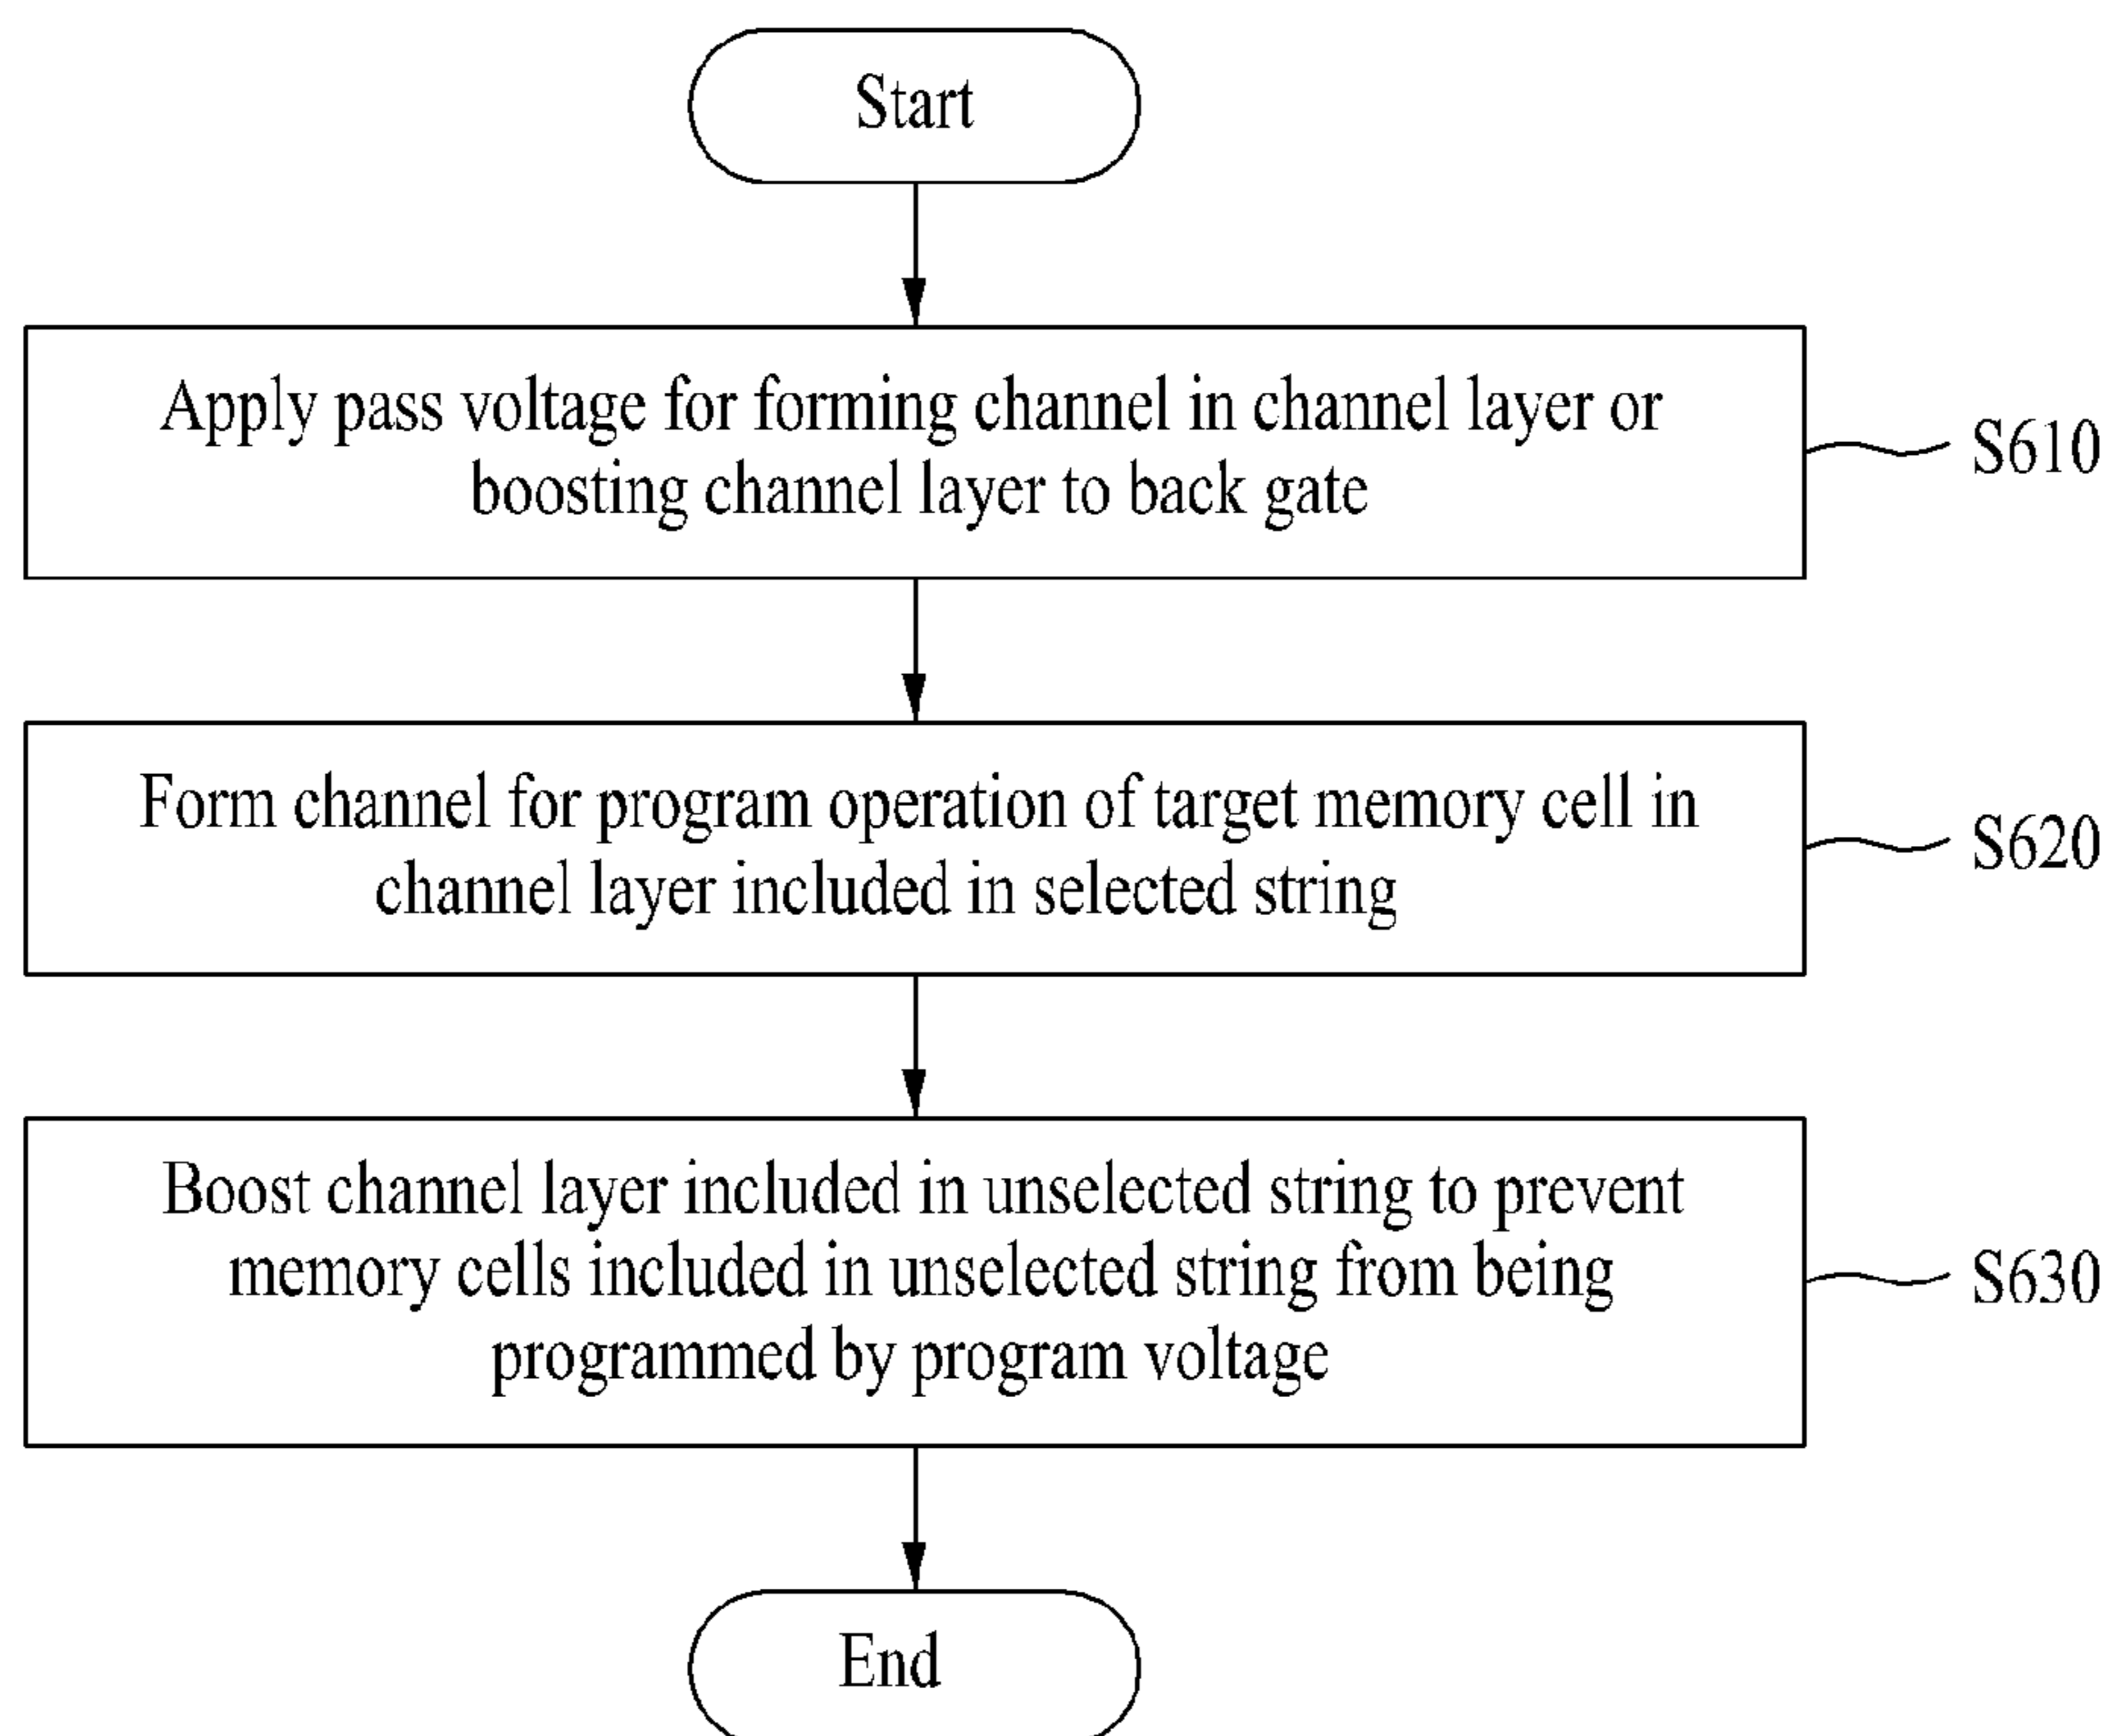 Start
Apply pass voltage for forming channel in channel layer or
boosting channel layer to back gate
S610
Form channel for program operation of target memory cell in
channel layer included in selected string
S620
Boost channel layer included in unselected string to prevent
memory cells included in unselected string from being
programmed by program voltage
S630
End